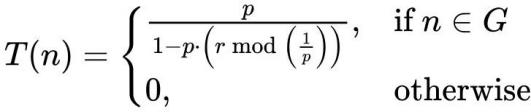 T(n) = { p / (1−p·(r mod (1/p))), if n ∈ G
0, otherwise